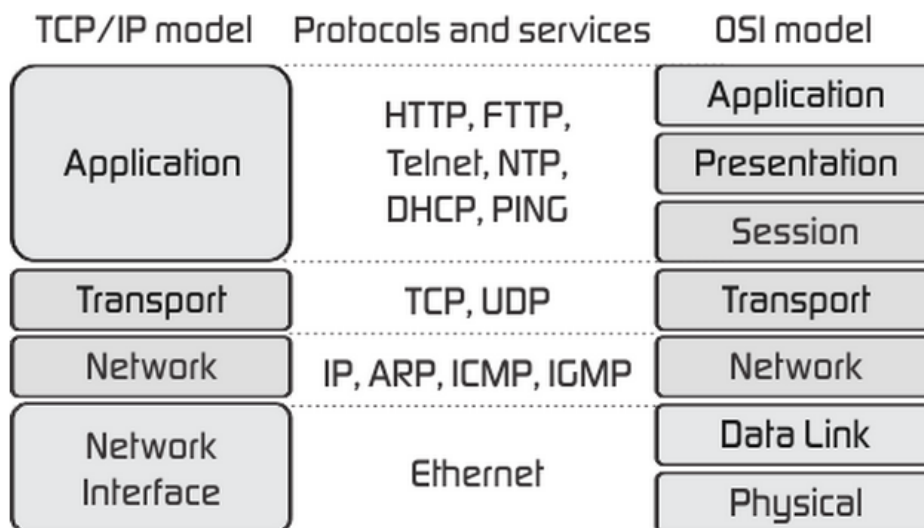 TCP/IP model Protocols and services OSI model
Application
HTTP, FTTP,
Telnet, NTP,
DHCP, PING
Application
Presentation
Session
Transport TCP, UDP Transport
Network IP, ARP, ICMP, IGMP Network
Network
Interface
Ethernet
Data Link
Physical